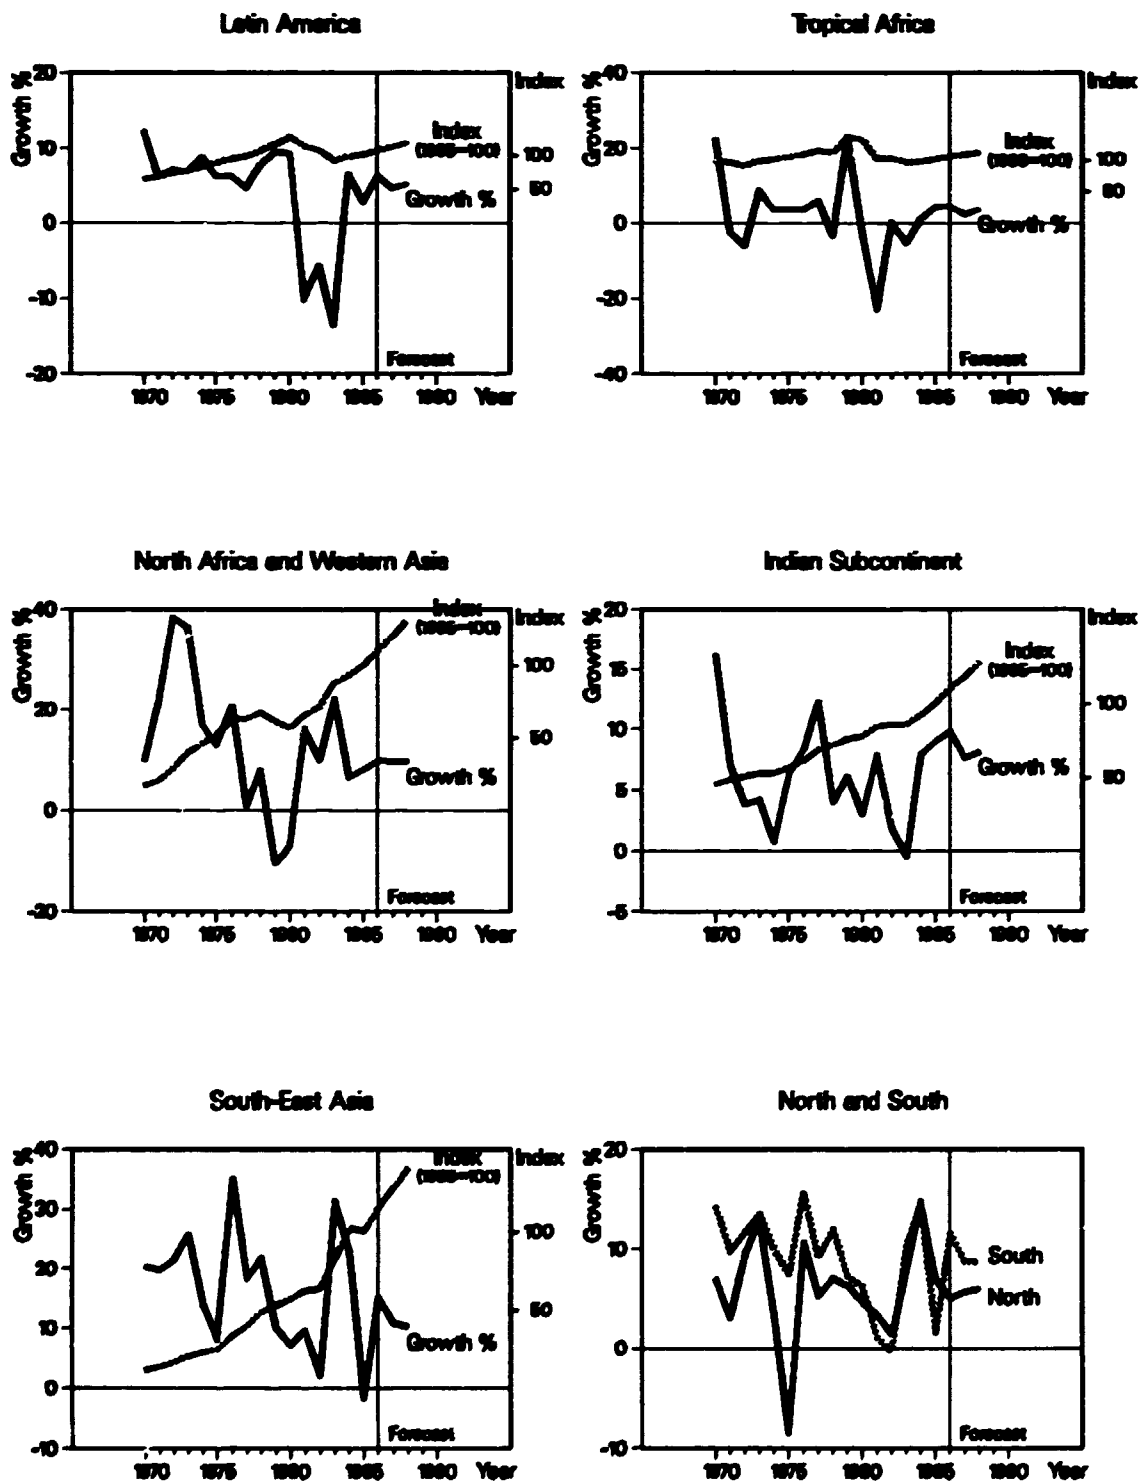 Latin America
Growth %
20
10
0
-10
-20
Index
100
50
Index
(1985=100)
Growth %
Forecast
1970 1975 1980 1985 1990 Year
Tropical Africa
Growth %
40
20
0
-20
-40
Index
100
Index
(1985=100)
Growth %
Forecast
1970 1975 1980 1985 1990 Year
North Africa and Western Asia
Growth %
40
20
0
-20
Index
100
50
Index
(1985=100)
Growth %
Forecast
1970 1975 1980 1985 1990 Year
Indian Subcontinent
Growth %
20
15
10
5
0
-5
Index
100
50
Index
(1985=100)
Growth %
Forecast
1970 1975 1980 1985 1990 Year
South-East Asia
Growth %
40
30
20
10
0
-10
Index
100
50
Index
(1985=100)
Growth %
Forecast
1970 1975 1980 1985 1990 Year
North and South
Growth %
20
10
0
-10
South
North
Forecast
1970 1975 1980 1985 1990 Year